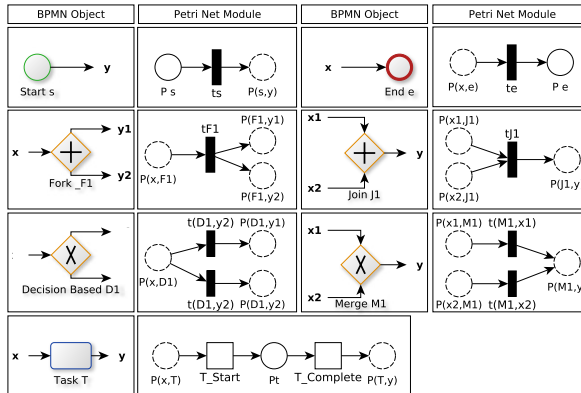 BPMN Object Petri Net Module BPMN Object Petri Net Module
y x
Start s P s ts P(s,y) End e P(x,e) te P e
x y1 y2 Fork _F1
P(x,F1) tF1 P(F1,y1) P(F1,y2)
x1 x2 y Join J1
P(x1,J1) P(x2,J1) tJ1 P(J1,y
Decision Based D1
P(x,D1) t(D1,y2) P(D1,y1) t(D1,y2) P(D1,y2)
x1 x2 y Merge M1
P(x1,M1) t(M1,x1) P(x2,M1) t(M1,x2) P(M1,y
x y Task T
P(x,T) T_Start Pt T_Complete P(T,y)